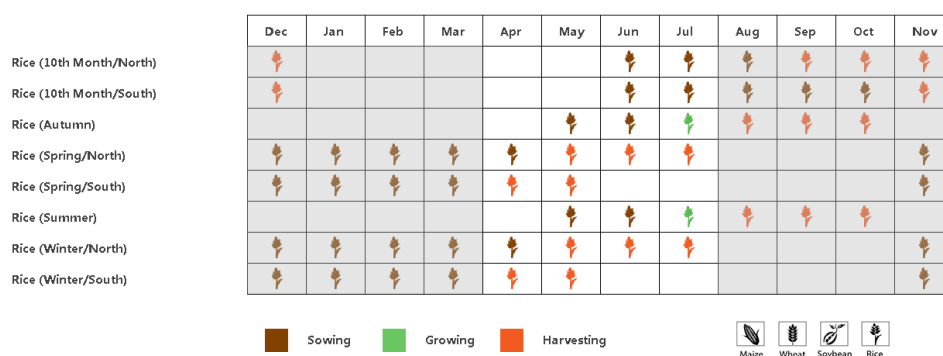 Dec Jan Feb Mar Apr May Jun Jul Aug Sep Oct Nov
Rice (10th Month/North)
Rice (10th Month/South)
Rice (Autumn)
Rice (Spring/North)
Rice (Spring/South)
Rice (Summer)
Rice (Winter/North)
Rice (Winter/South)
Sowing Growing Harvesting
Maize Wheat Soybean Rice